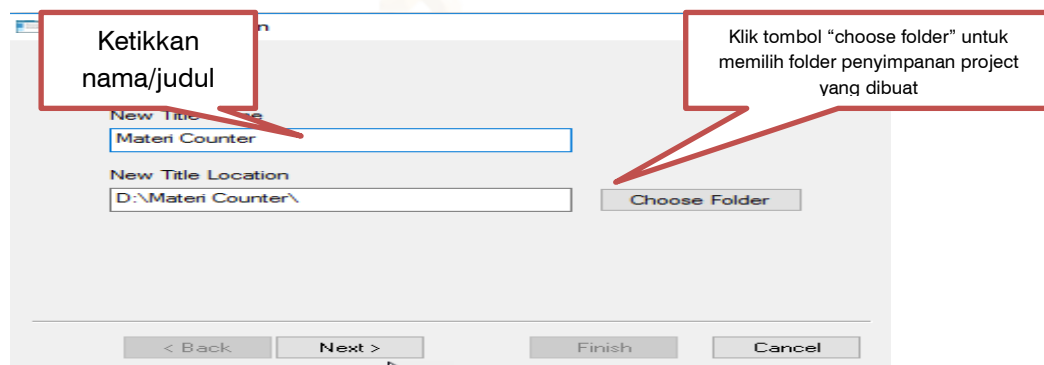 Ketikkan
nama/judul
Klik tombol “choose folder” untuk
memilih folder penyimpanan project
yang dibuat
New Title
Materi Counter
New Title Location
D:\Materi Counter\
Choose Folder
< Back
Next >
Finish
Cancel